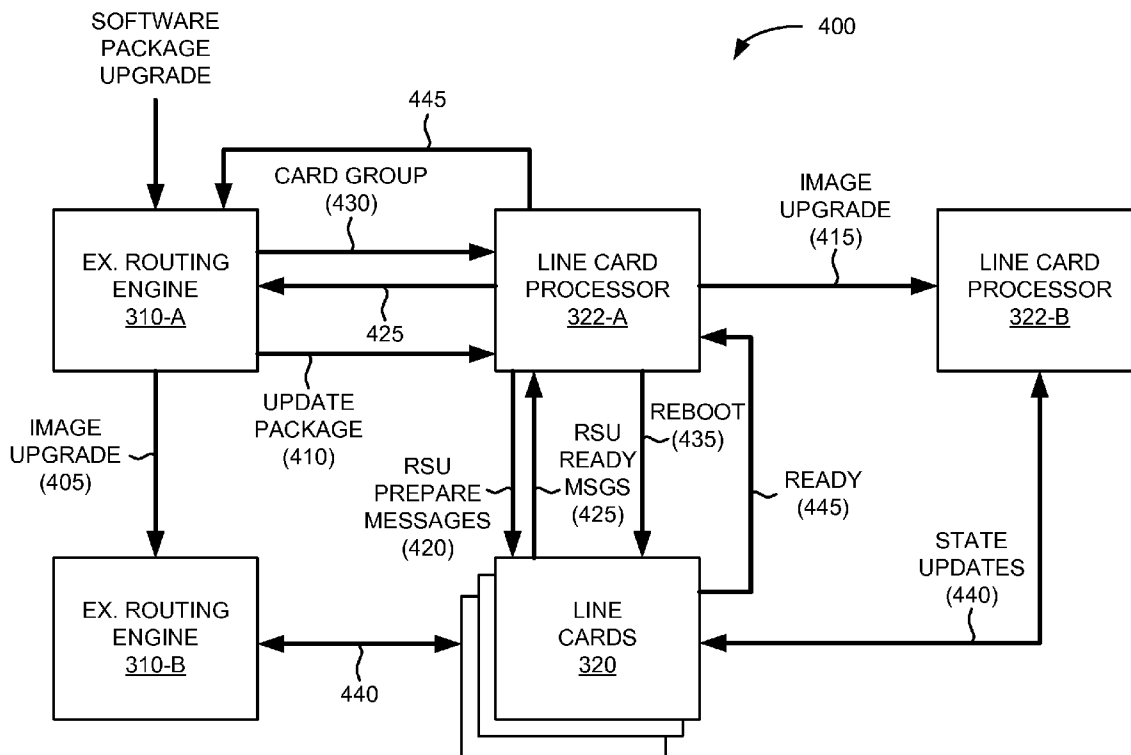 SOFTWARE
PACKAGE
UPGRADE
400
445
CARD GROUP
(430)
IMAGE
UPGRADE
(415)
EX. ROUTING
ENGINE
310-A
LINE CARD
PROCESSOR
322-A
LINE CARD
PROCESSOR
322-B
425
UPDATE
PACKAGE
(410)
IMAGE
UPGRADE
(405)
RSU
PREPARE
MESSAGES
(420)
RSU
READY
MSGS
(425)
REBOOT
(435)
READY
(445)
STATE
UPDATES
(440)
EX. ROUTING
ENGINE
310-B
440
LINE
CARDS
320